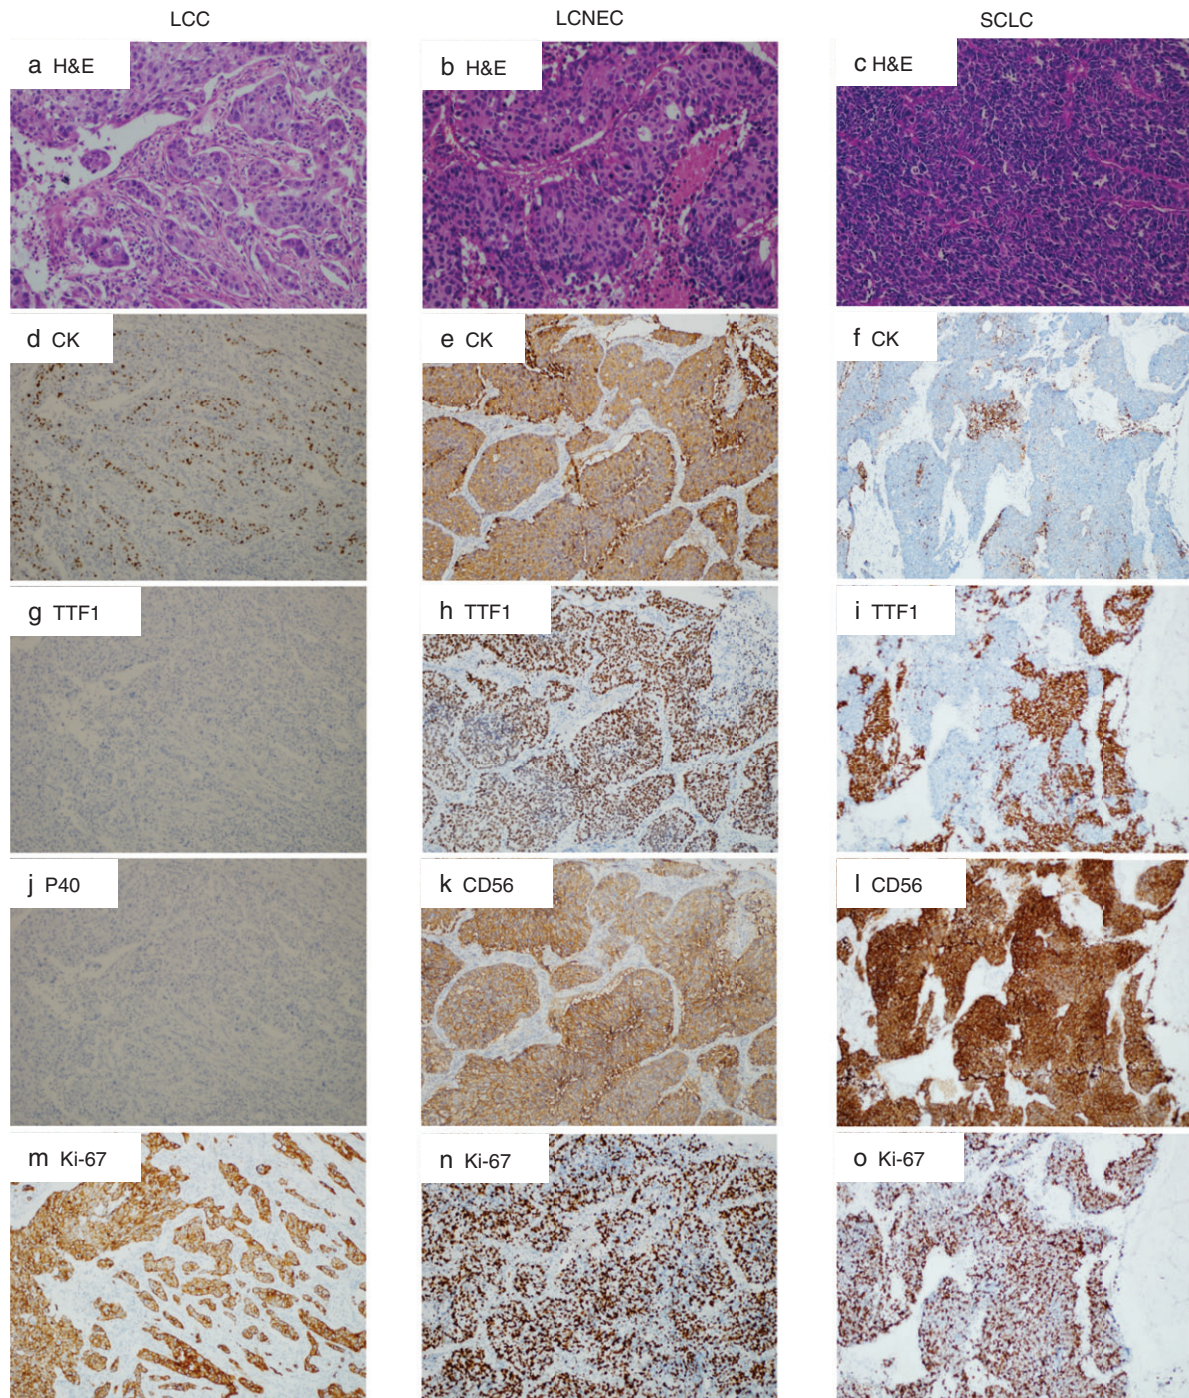 LCC
LCNEC
SCLC
a H&E
b H&E
c H&E
d CK
e CK
f CK
g TTF1
h TTF1
i TTF1
j P40
k CD56
l CD56
m Ki-67
n Ki-67
o Ki-67